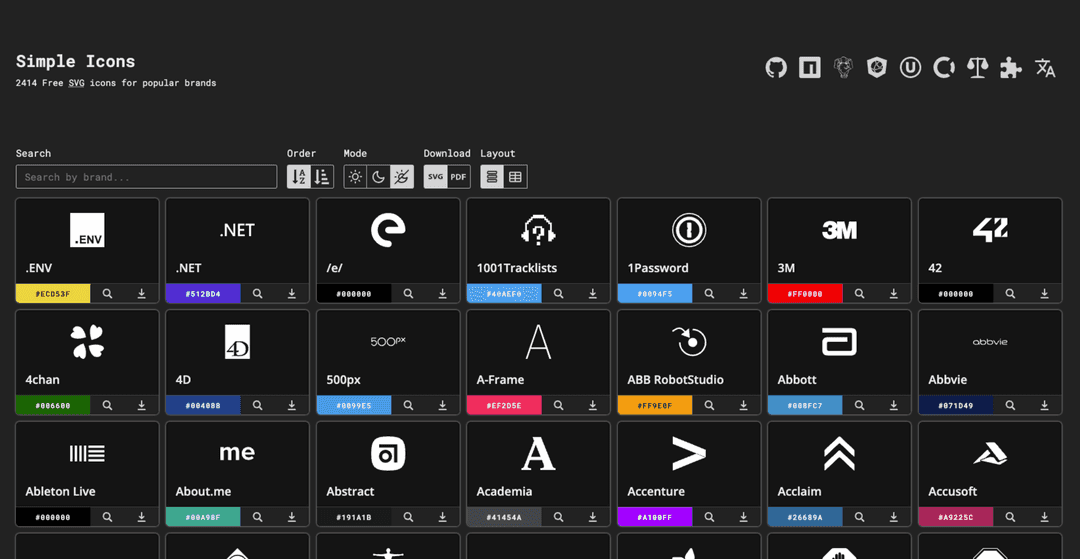 Simple Icons
2414 Free SVG icons for popular brands
Search
Order
Mode
Download
Layout
Search by brand...
SVG
PDF
.ENV
.NET
3M
42
.ENV
.NET
/e/
1001Tracklists
1Password
3M
42
#ECD53F
#512BD4
#000000
#40AEF0
#0094F5
#FF0000
#000000
4D
500px
A
abbvie
4chan
4D
500px
A-Frame
ABB RobotStudio
Abbott
Abbvie
#006600
#004088
#0099E5
#EF2D5E
#FF9E0F
#008FC7
#071D49
me
A
Ableton Live
About.me
Abstract
Academia
Accenture
Acclaim
Accusoft
#000000
#00A98F
#191A1B
#41454A
#A100FF
#26689A
#A9225C